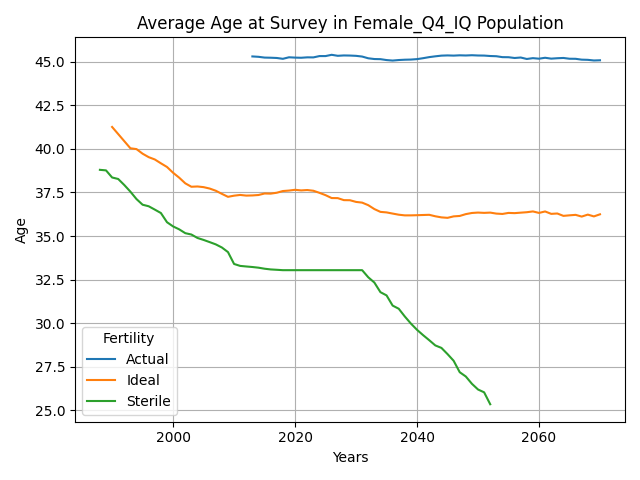 Average Age at Survey in Female_Q4_IQ Population
45.0
42.5
40.0
37.5
35.0
32.5
30.0
27.5
25.0
Age
Fertility
Actual
Ideal
Sterile
2000
2020
2040
2060
Years